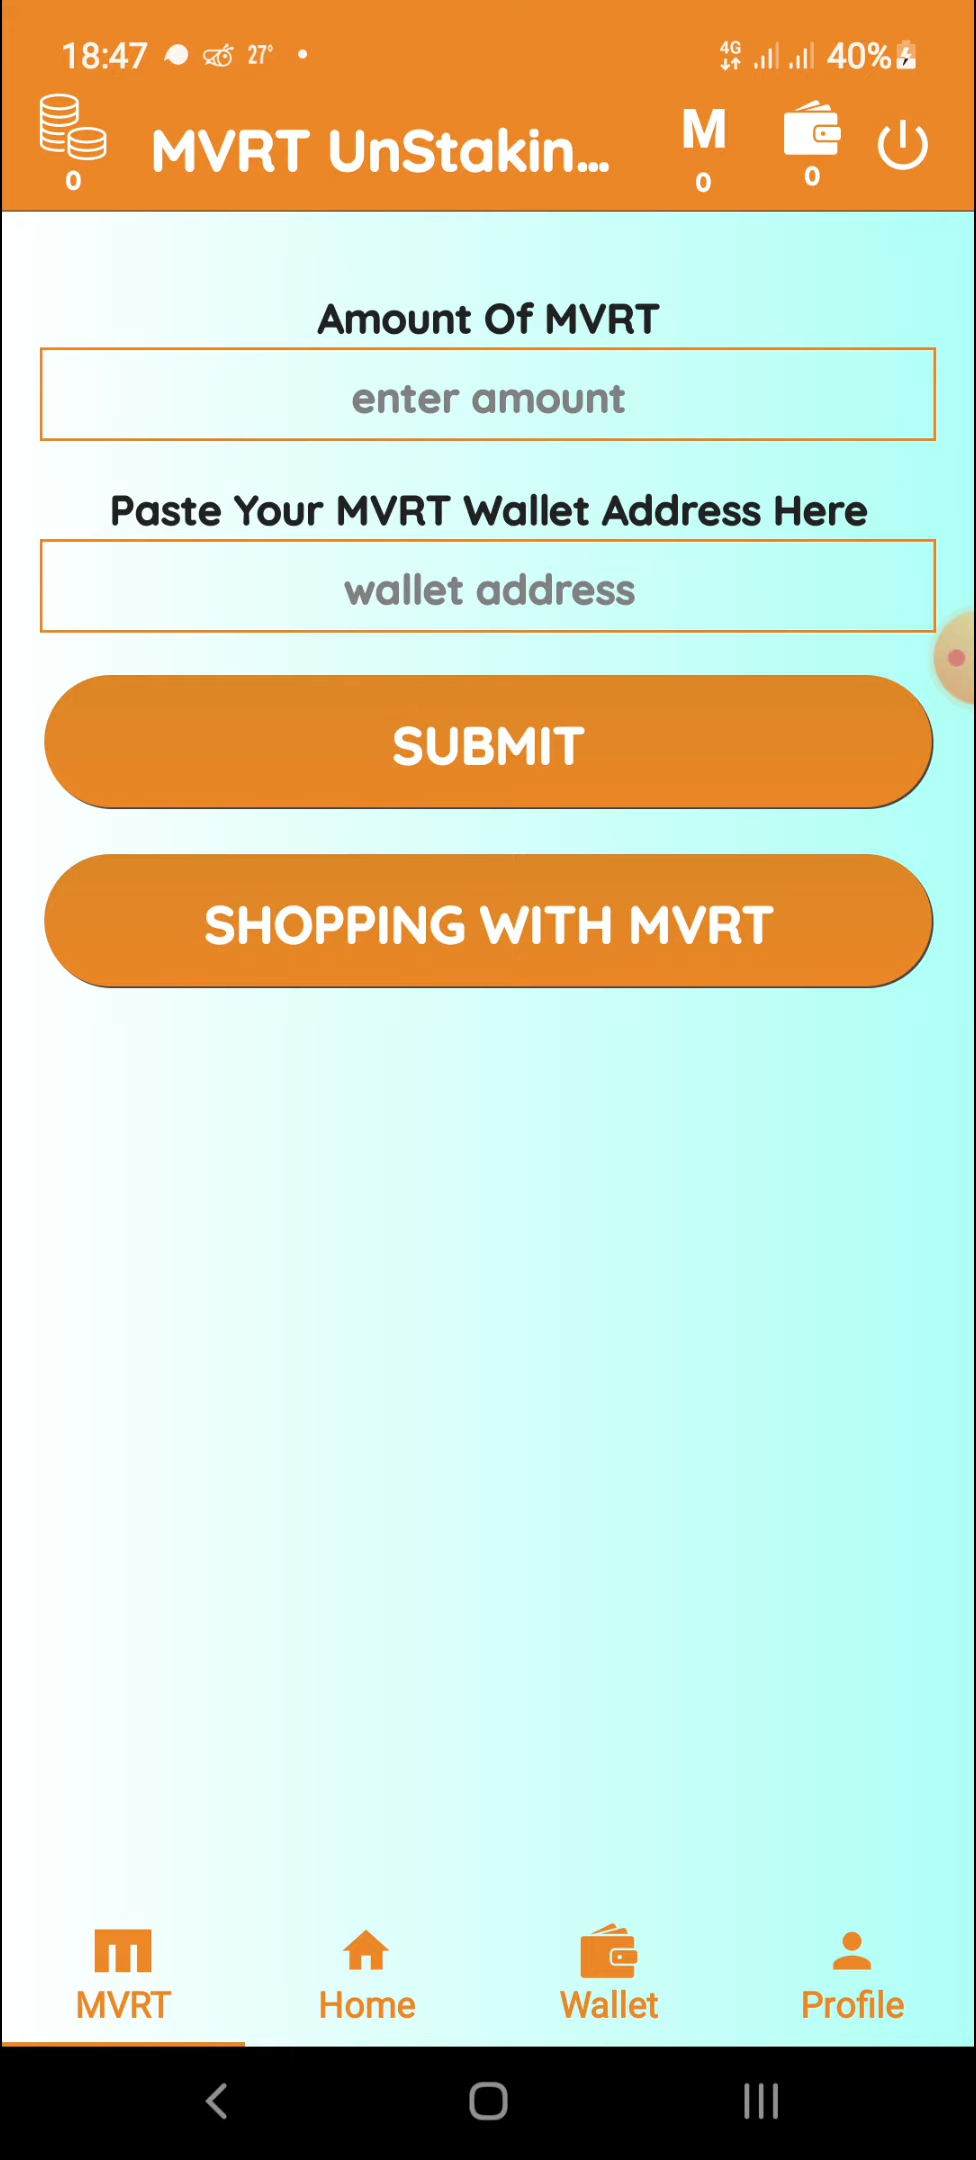 18:47 27° 4G 40%
MVRT UnStakin...
0 M 0 0
Amount Of MVRT
enter amount
Paste Your MVRT Wallet Address Here
wallet address
SUBMIT
SHOPPING WITH MVRT
MVRT Home Wallet Profile